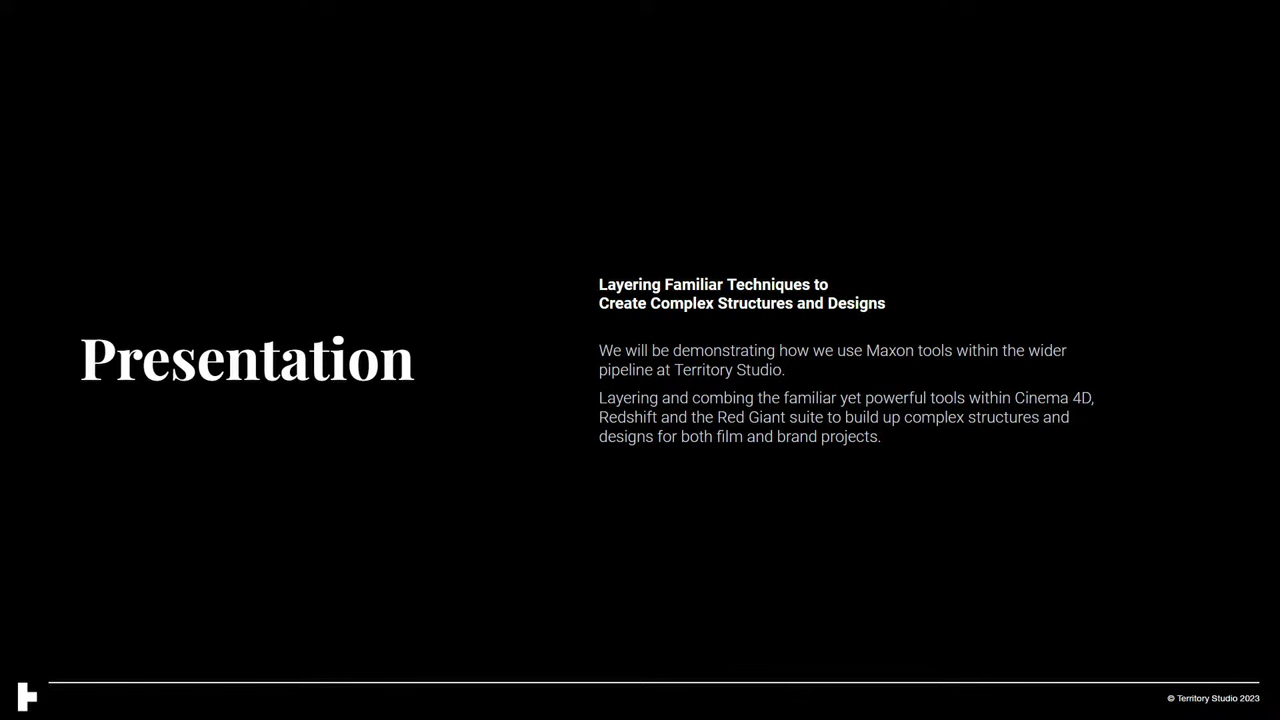 Presentation
Layering Familiar Techniques to
Create Complex Structures and Designs
We will be demonstrating how we use Maxon tools within the wider
pipeline at Territory Studio.
Layering and combing the familiar yet powerful tools within Cinema 4D,
Redshift and the Red Giant suite to build up complex structures and
designs for both film and brand projects.
© Territory Studio 2023